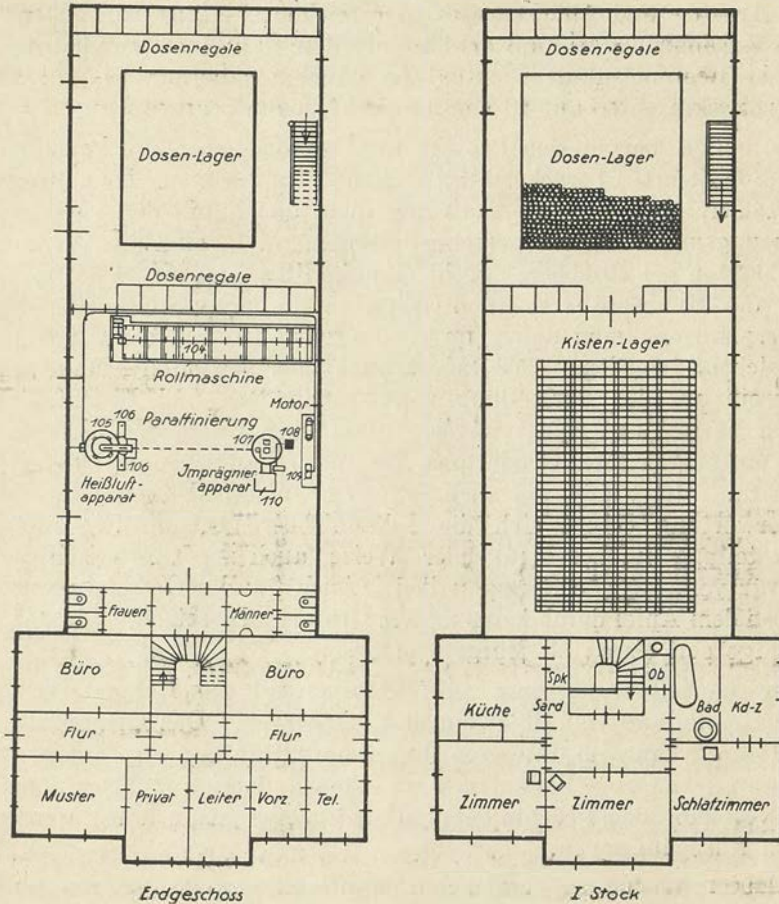 Dosenregale
Dosen-Lager
Dosenregale
104
Rollmaschine
Motor
Paraffinierung
105
106
107
108
106
Heißluft-
apparat
Jmprägnier
apparat
109
110
Frauen
Männer
Büro
Büro
Flur
Flur
Muster
Privat
Leiter
Vorz.
Tel.
Erdgeschoss
Dosenregale
Dosen-Lager
Kisten-Lager
Spk
Ob
Küche
Sard
Bad
Kd-Z
Zimmer
Zimmer
Schlafzimmer
I Stock